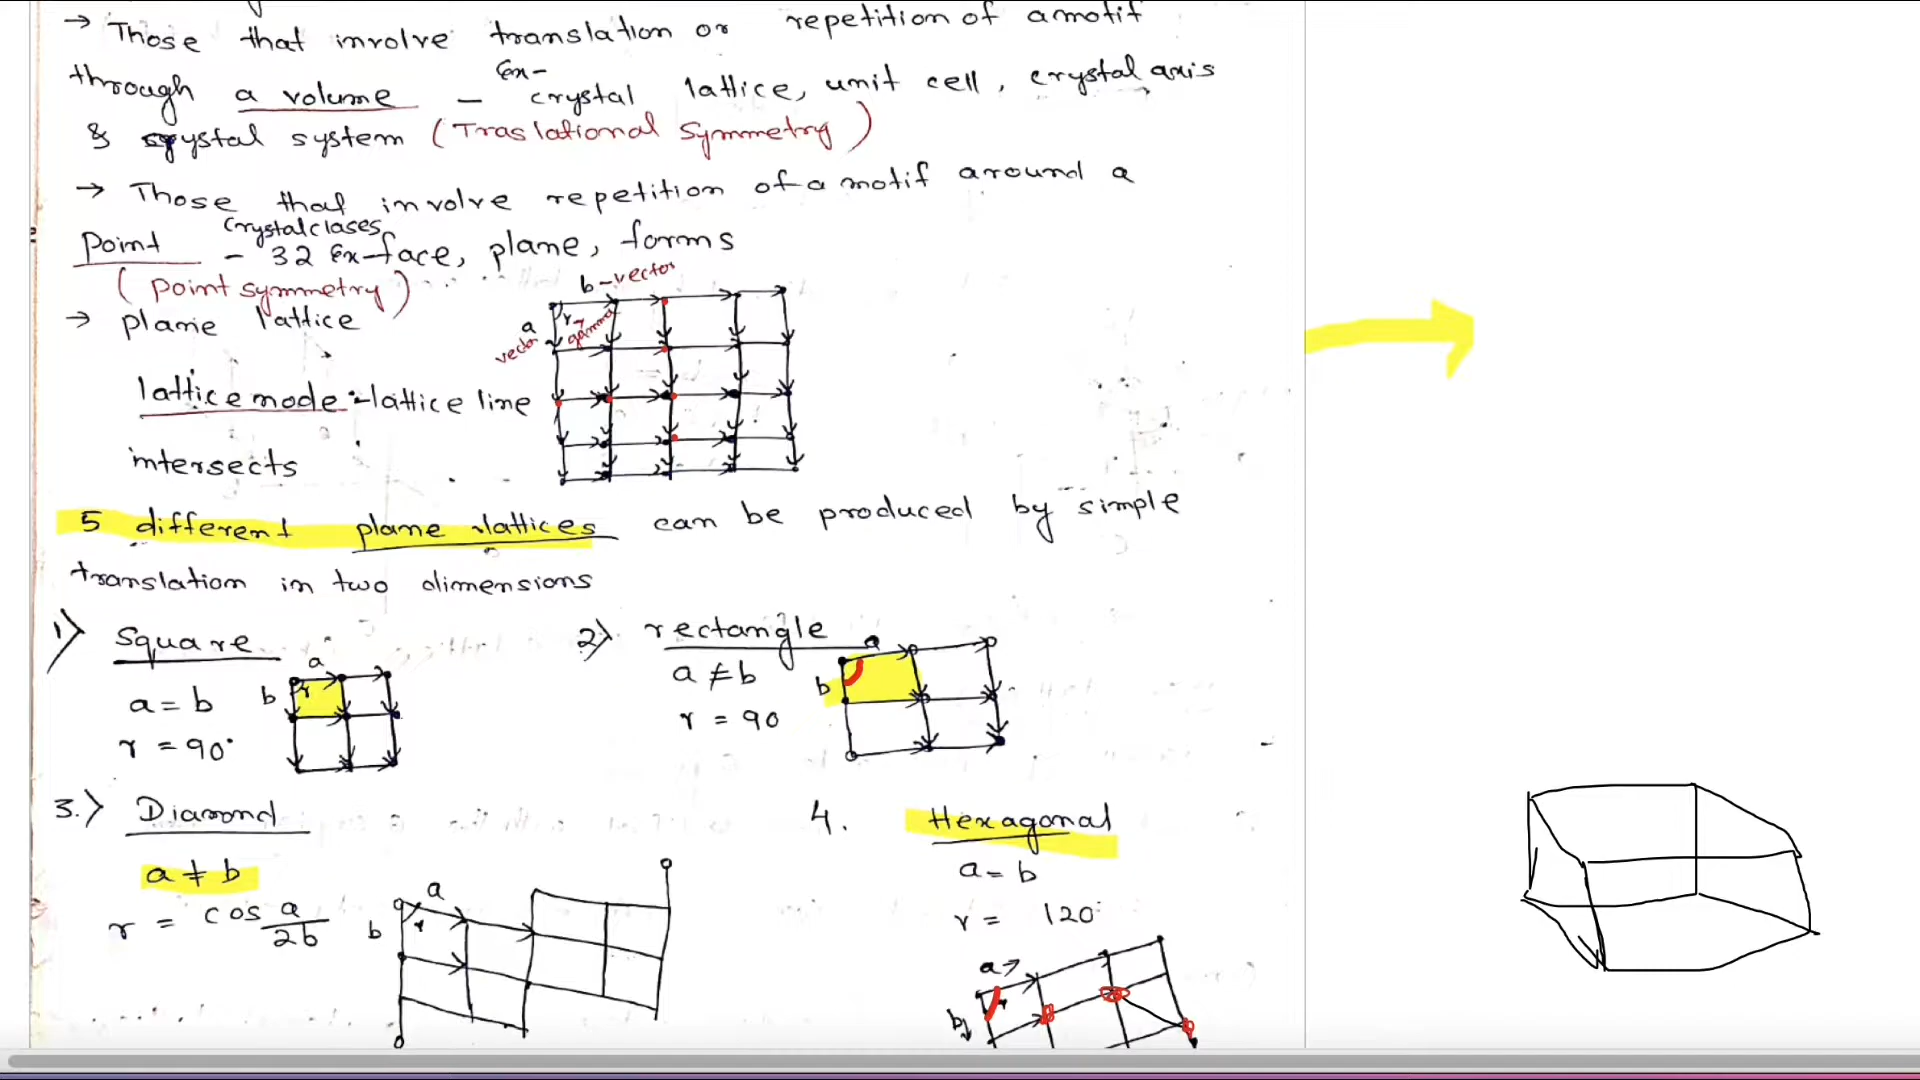 → Those that involve translation or repetition of a motif
through a volume - Ex- crystal lattice, unit cell, crystal axis
& crystal system (Traslational Symmetry)
→ Those that involve repetition of a motif around a
Point - 32 Crystal clases Ex- face, plane, forms
(Point symmetry)
→ plane lattice
b-vector
a vector
r→ gamma
lattice mode :- lattice line
intersects
5 different plane lattices can be produced by simple
translation in two dimensions
1) Square
a = b
r = 90°
a
b
r
2) rectangle
a ≠ b
r = 90
a
b
3.) Diamond
a ≠ b
r = cos a/2b
a
b
r
4. Hexagonal
a = b
r = 120°
a→
b↓
r